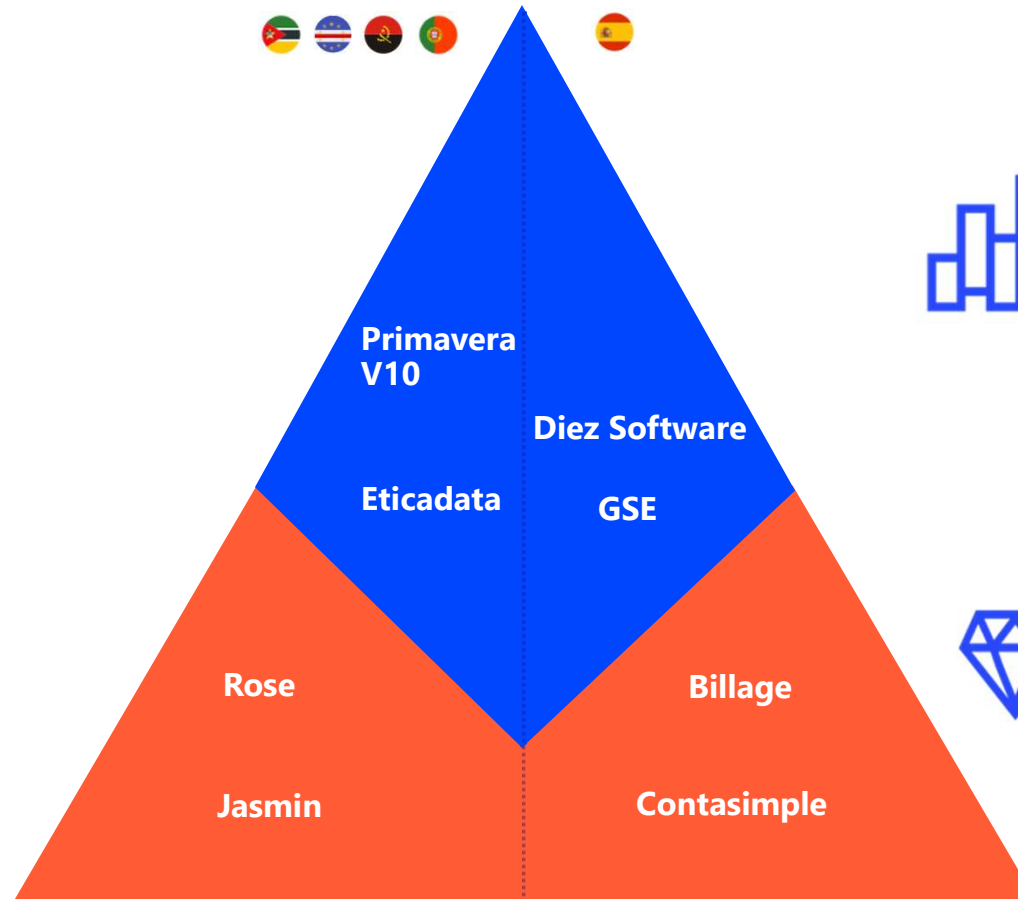 Primavera
V10
Diez Software
Eticadata
GSE
Rose
Billage
Jasmin
Contasimple